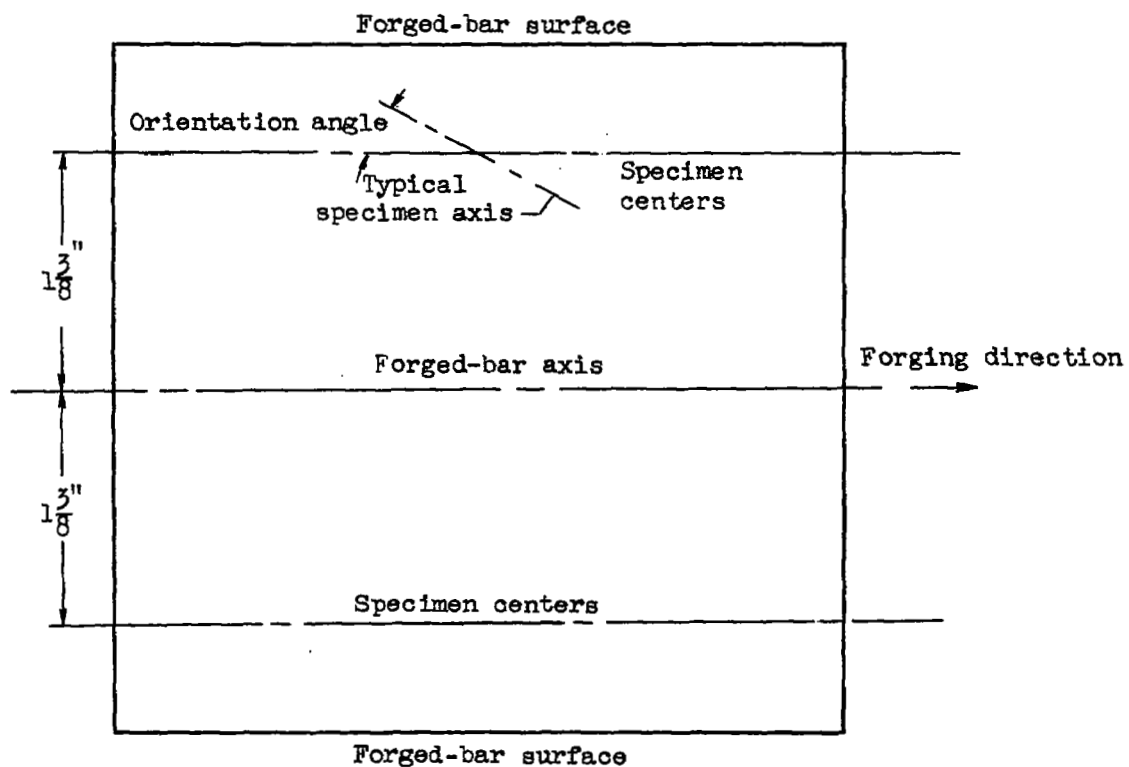 Forged-bar surface
Orientation angle
Typical
specimen axis
Specimen
centers
1 3/8"
Forged-bar axis
Forging direction
1 3/8"
Specimen centers
Forged-bar surface